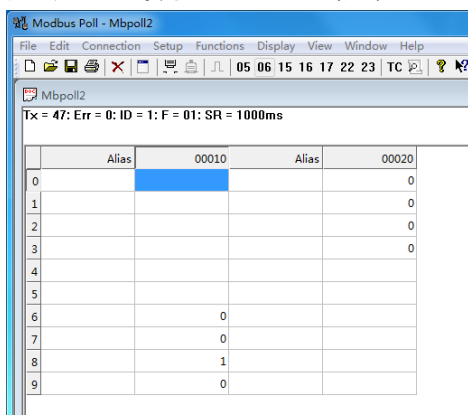 Modbus Poll - Mbpoll2
File Edit Connection Setup Functions Display View Window Help
05 06 15 16 17 22 23 TC
Mbpoll2
Tx = 47: Err = 0: ID = 1: F = 01: SR = 1000ms
Alias 00010 Alias 00020
0 0
1 0
2 0
3 0
4
5
6 0
7 0
8 1
9 0